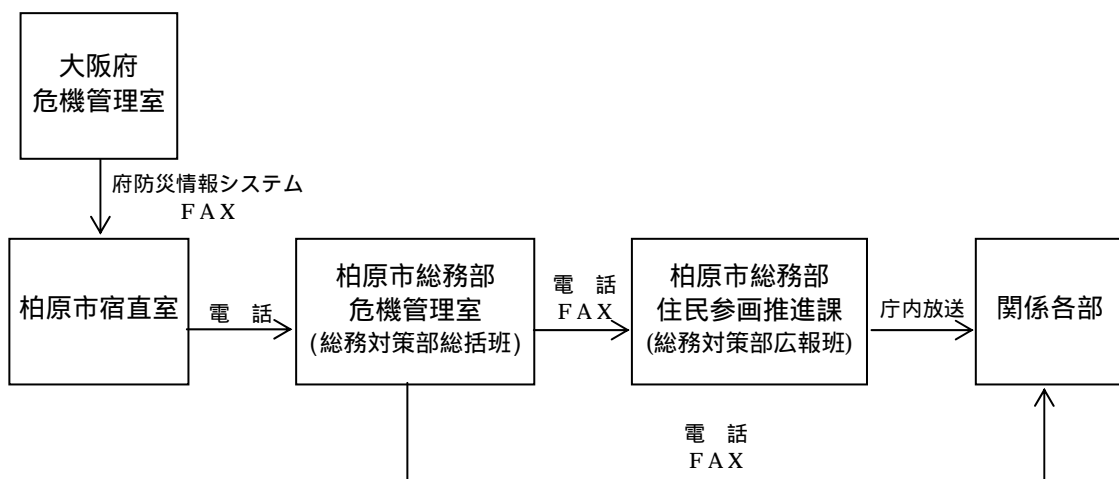 大阪府
危機管理室
府防災情報システム
ＦＡＸ
柏原市宿直室
電　話
柏原市総務部
危機管理室
(総務対策部総括班)
電　話
ＦＡＸ
柏原市総務部
住民参画推進課
(総務対策部広報班)
庁内放送
関係各部
電　話
ＦＡＸ